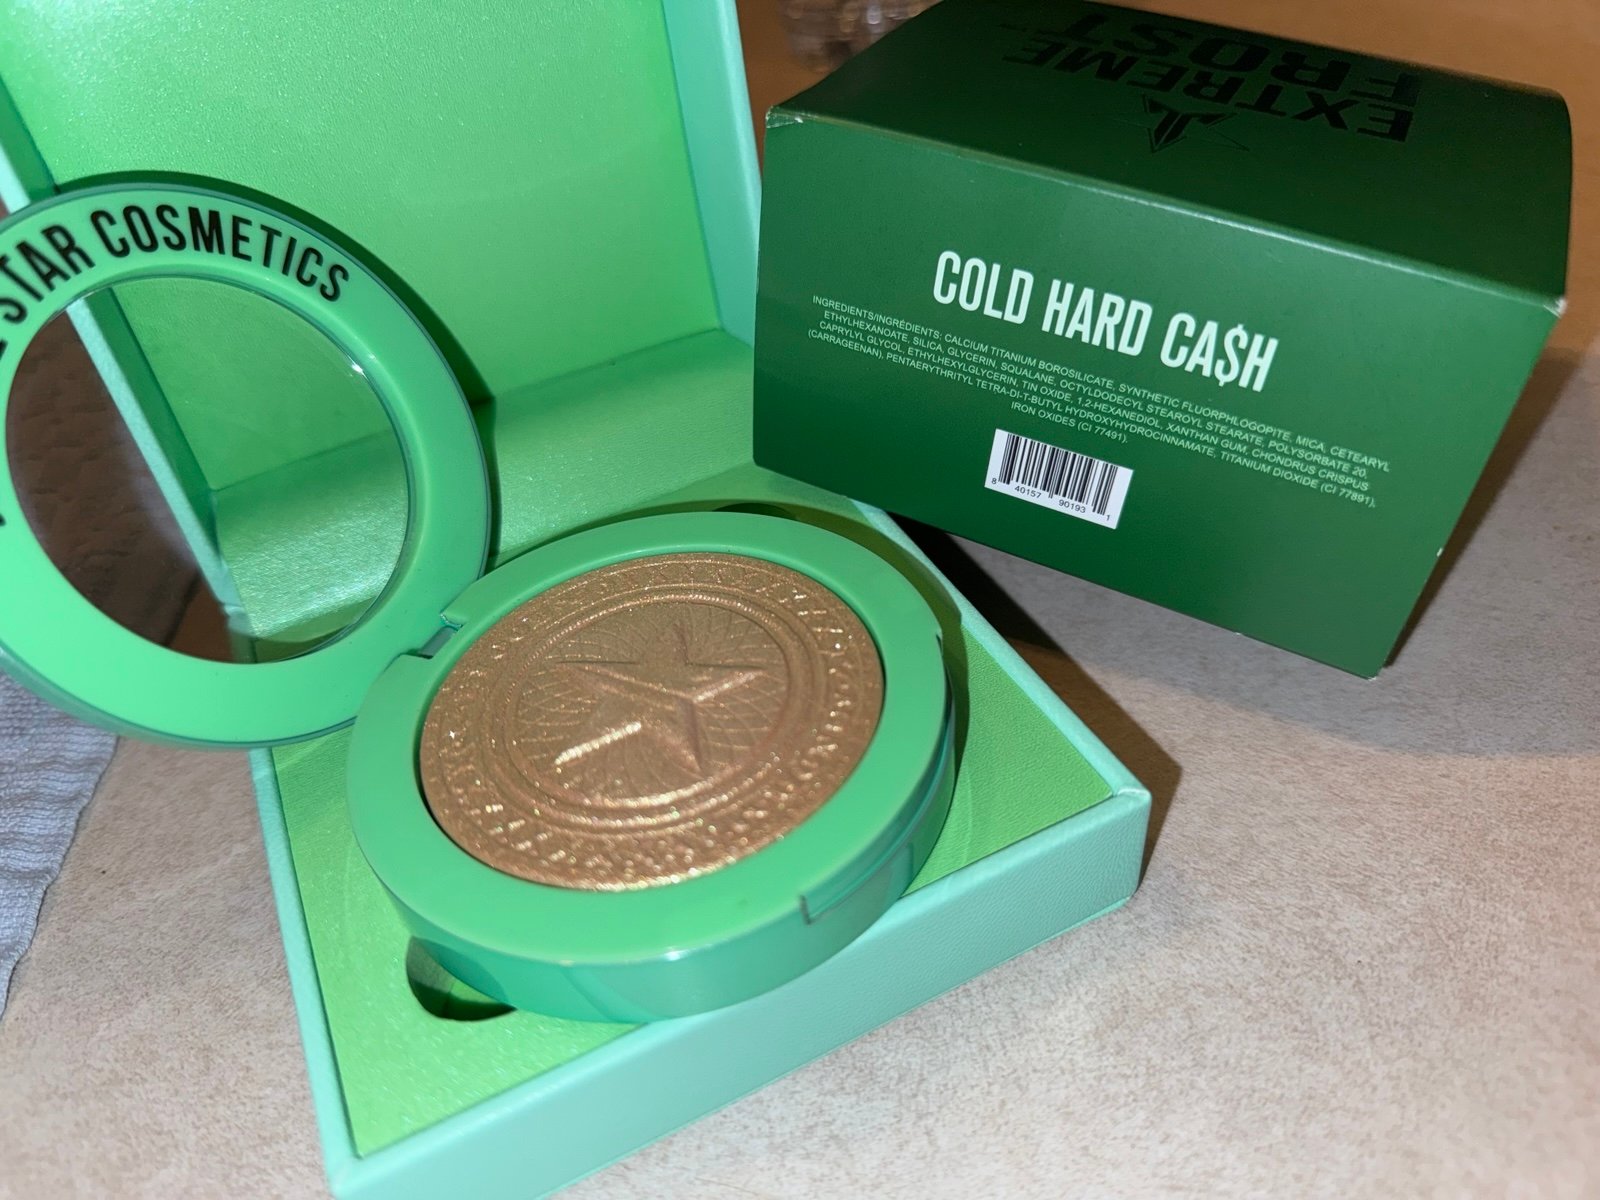 STAR COSMETICS
EXTREME
FROST
COLD HARD CA$H
INGREDIENTS/INGRÉDIENTS: CALCIUM TITANIUM BOROSILICATE, SYNTHETIC FLUORPHLOGOPITE, MICA, CETEARYL
ETHYLHEXANOATE, SILICA, GLYCERIN, SQUALANE, OCTYLDODECYL STEAROYL STEARATE, POLYSORBATE 20,
CAPRYLYL GLYCOL, ETHYLHEXYLGLYCERIN, TIN OXIDE, 1,2-HEXANEDIOL, XANTHAN GUM, CHONDRUS CRISPUS
(CARRAGEENAN), PENTAERYTHRITYL TETRA-DI-T-BUTYL HYDROXYHYDROCINNAMATE, TITANIUM DIOXIDE (CI 77891),
IRON OXIDES (CI 77491).
8 40157 90193 1